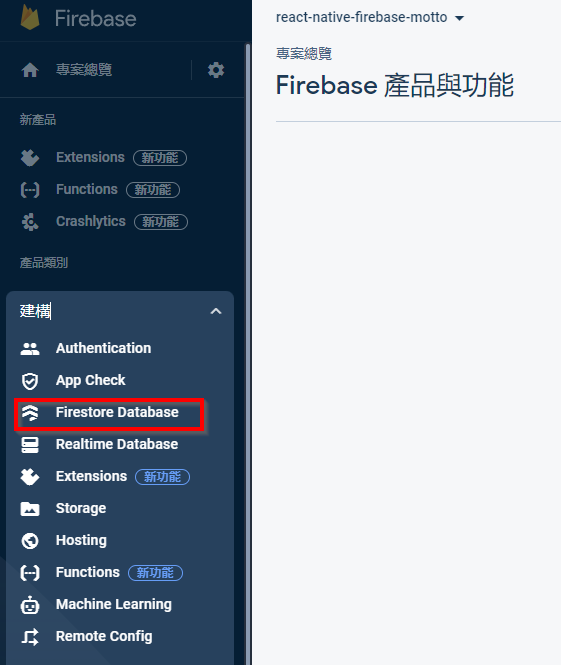 Firebase
專案總覽
新產品
Extensions 新功能
Functions 新功能
Crashlytics 新功能
產品類別
建構
Authentication
App Check
Firestore Database
Realtime Database
Extensions 新功能
Storage
Hosting
Functions 新功能
Machine Learning
Remote Config
react-native-firebase-motto
專案總覽
Firebase 產品與功能